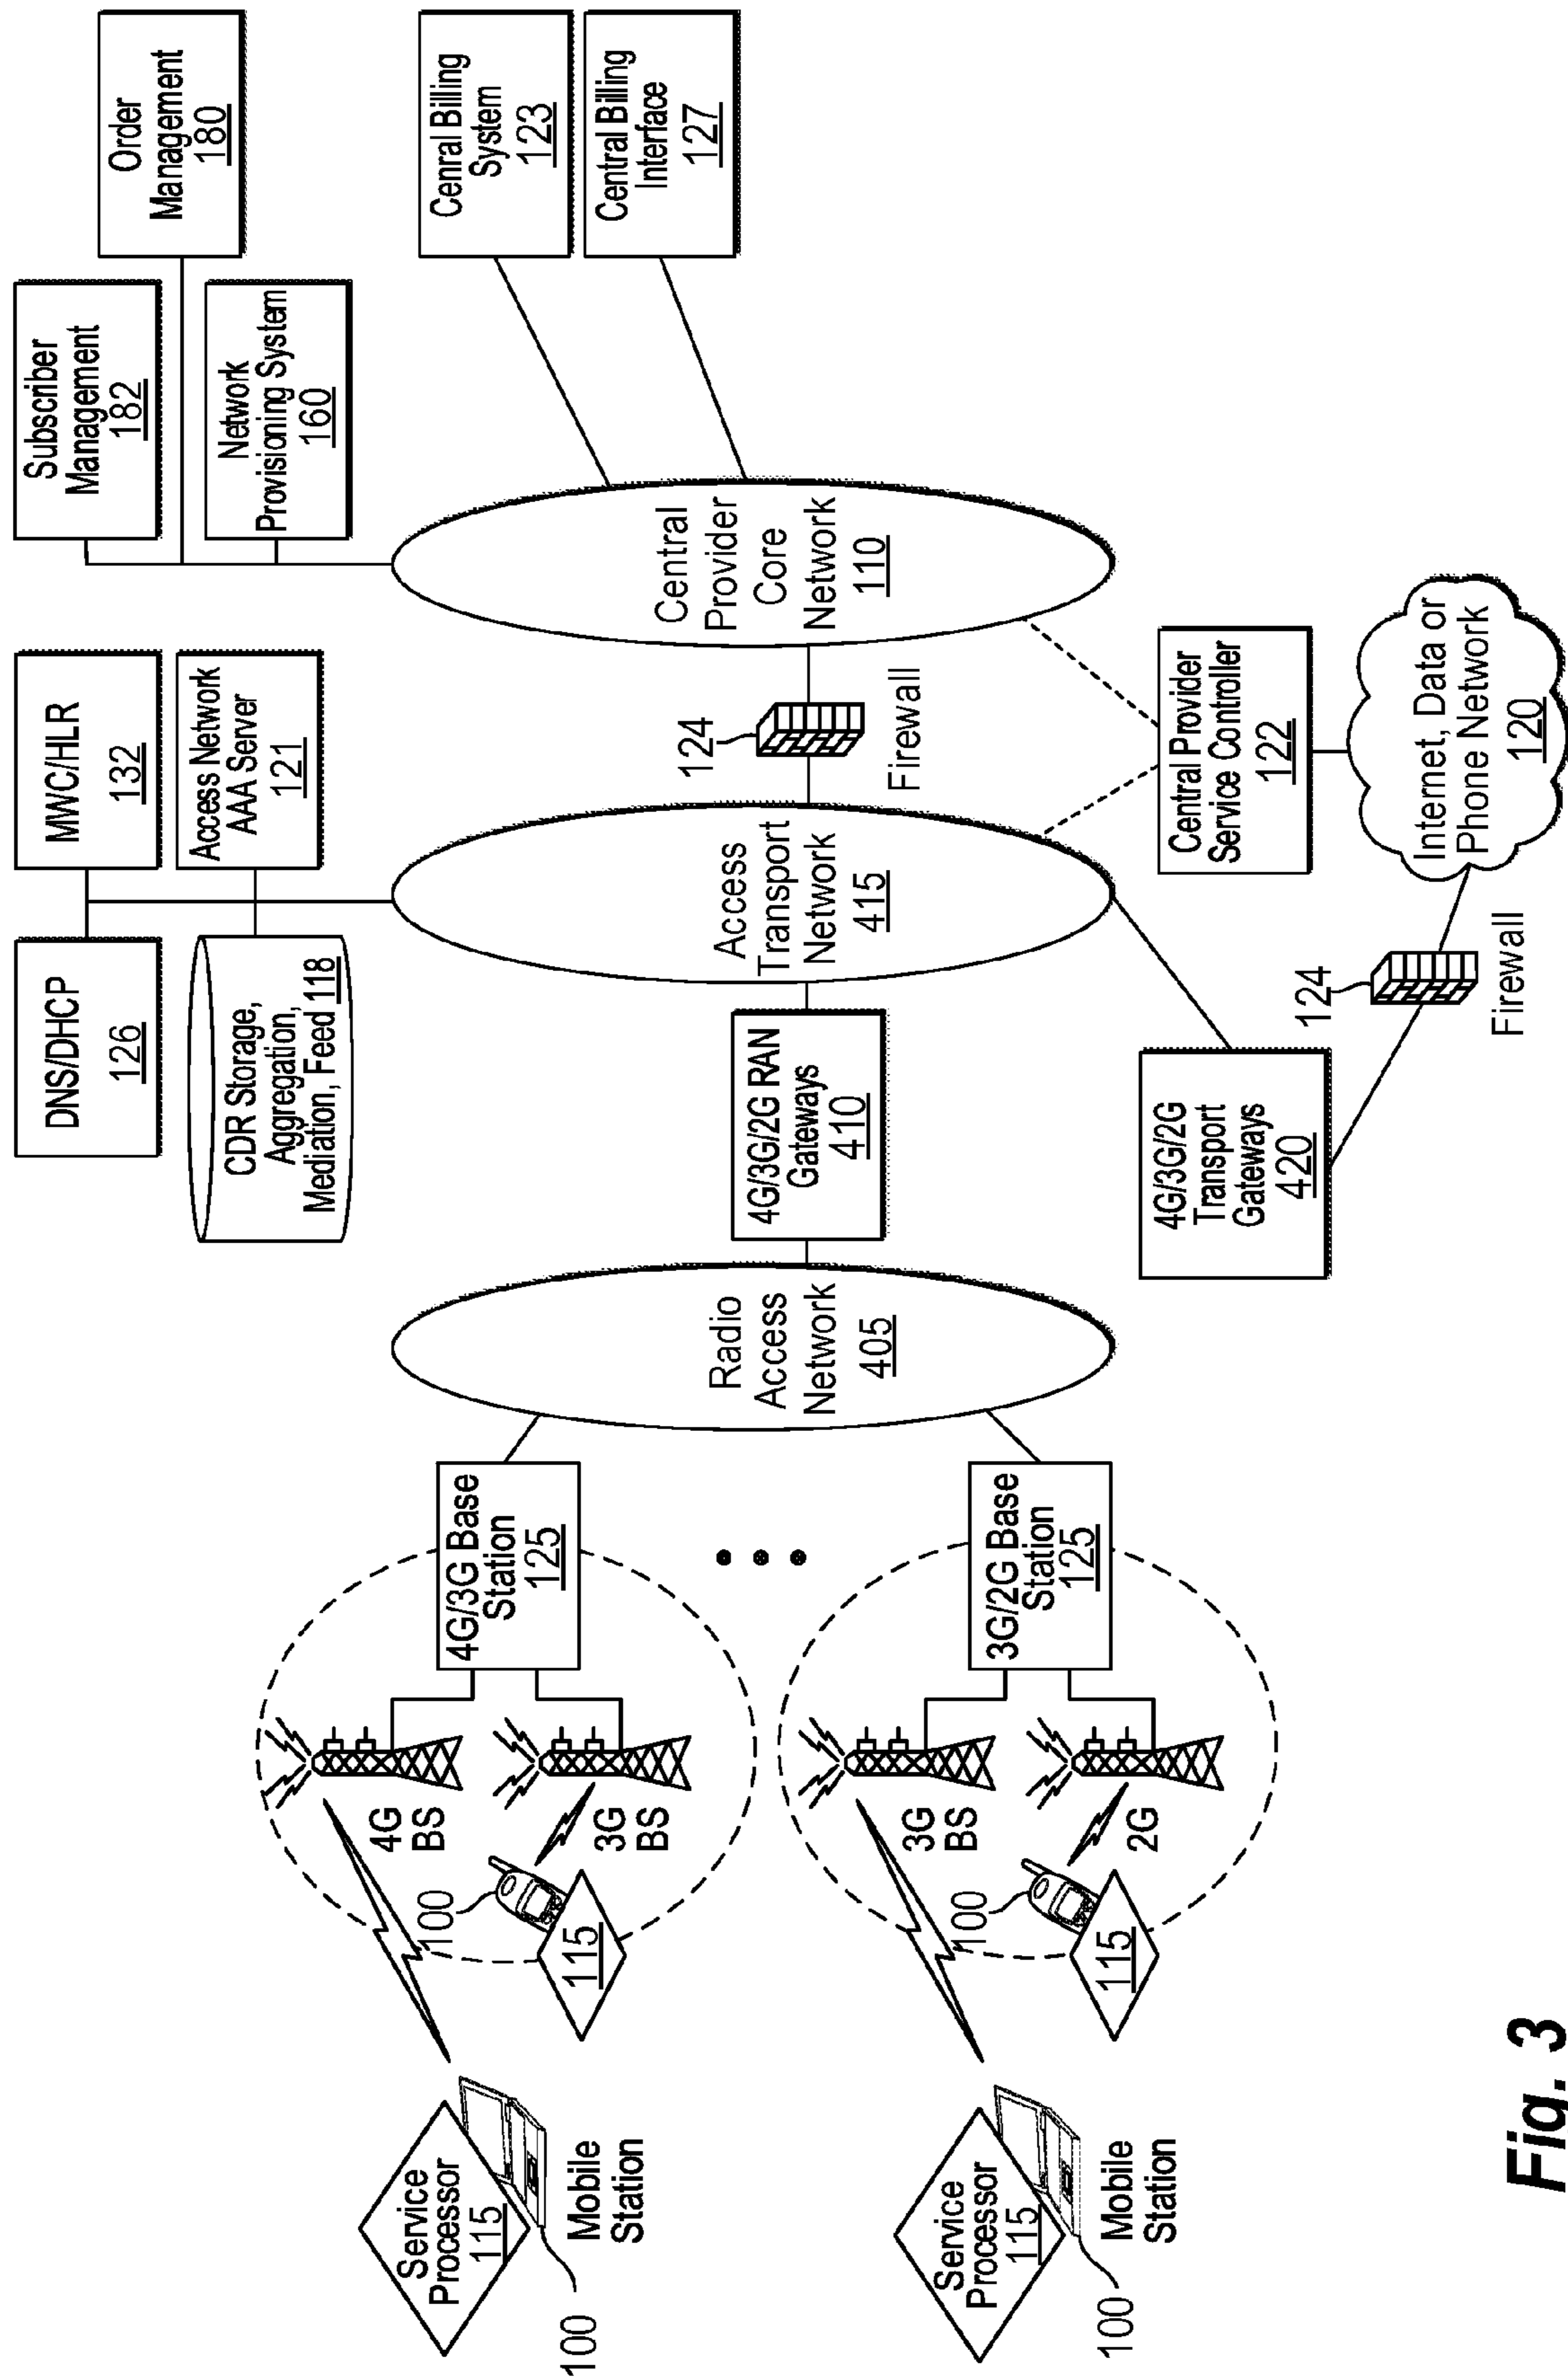 Subscriber
Management
182
Order
Management
180
Network
Provisioning System
160
Cenral Billing
System
123
Central Billing
Interface
127
DNS/DHCP
126
MWC/HLR
132
CDR Storage,
Aggregation,
Mediation, Feed 118
Access Network
AAA Server
121
4G/3G Base
Station
125
4G
BS
3G
BS
100
115
Service
Processor
115
100
Mobile
Station
Radio
Access
Network
405
4G/3G/2G RAN
Gateways
410
Access
Transport
Network
415
124
Firewall
Central
Provider
Core
Network
110
3G/2G Base
Station
125
3G
BS
2G
100
115
Service
Processor
115
100
Mobile
Station
4G/3G/2G
Transport
Gateways
420
Central Provider
Service Controller
122
124
Firewall
Internet, Data or
Phone Network
120
Fig. 3